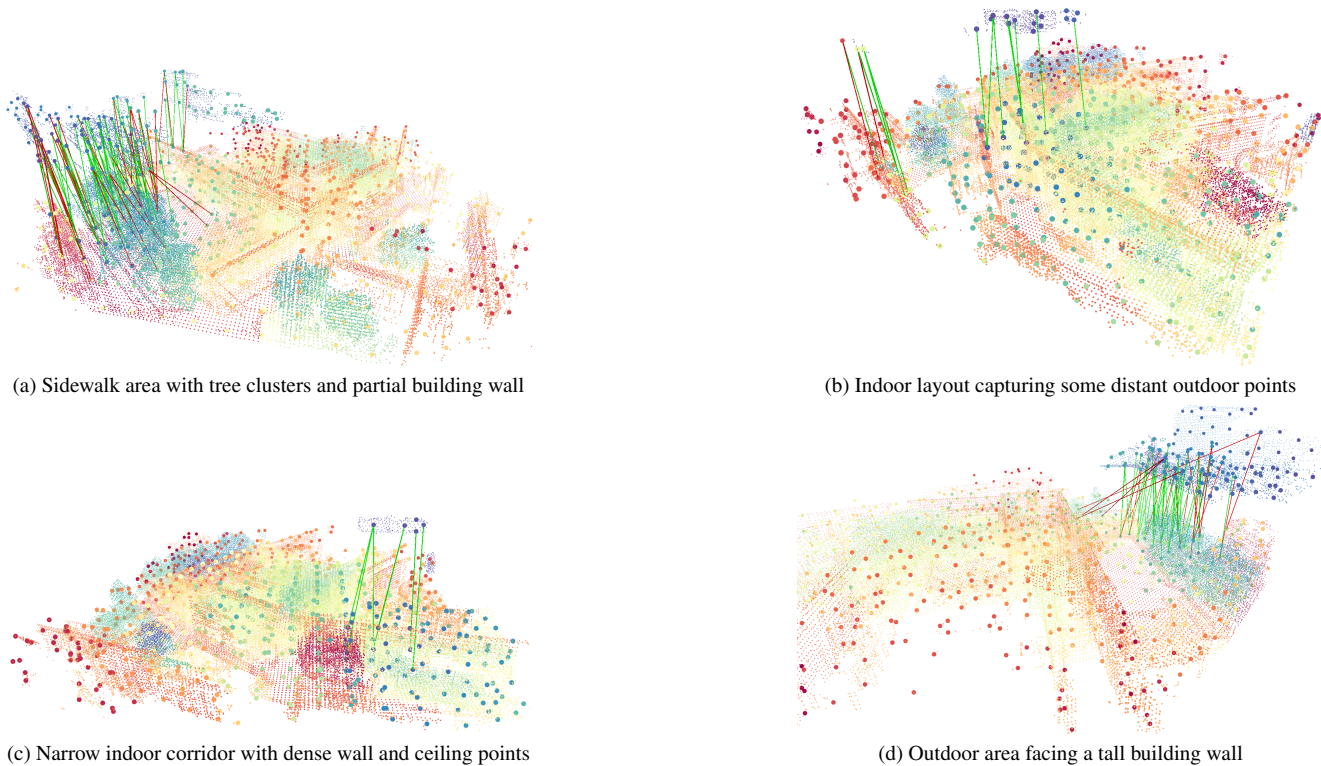 (a) Sidewalk area with tree clusters and partial building wall
(b) Indoor layout capturing some distant outdoor points
(c) Narrow indoor corridor with dense wall and ceiling points
(d) Outdoor area facing a tall building wall